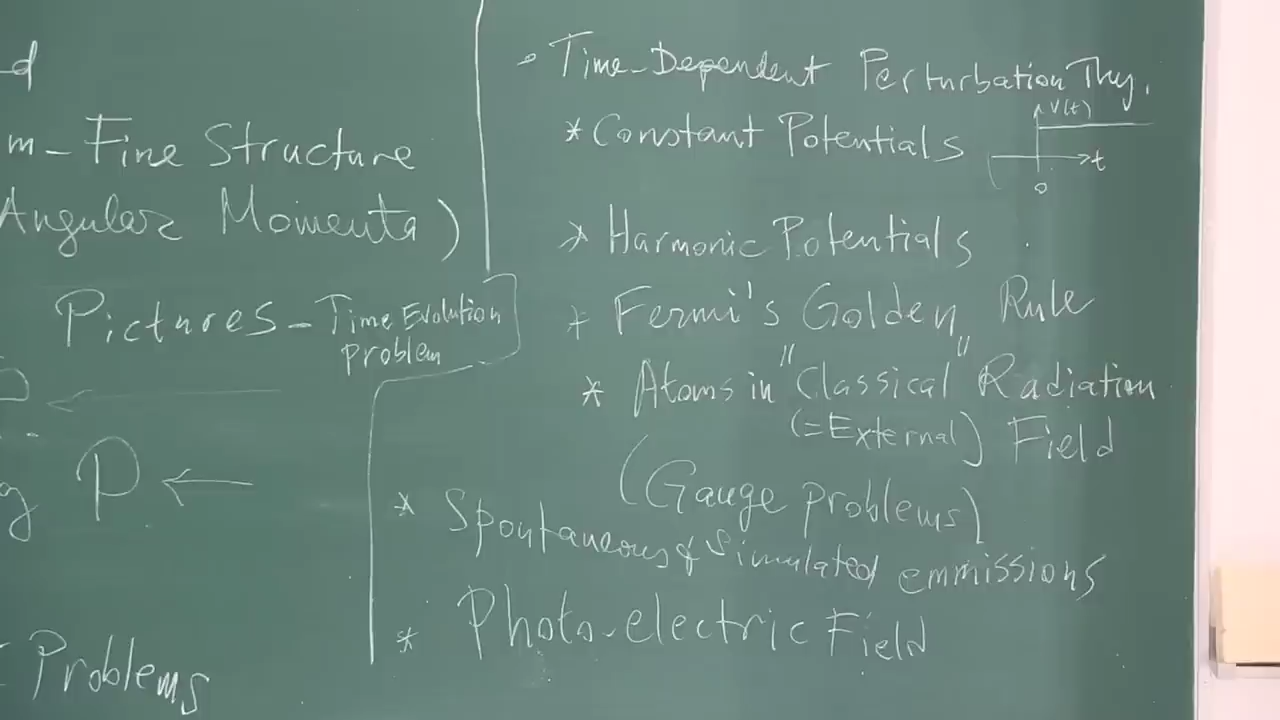 d
m - Fine Structure
Angular Momenta)
Pictures - Time Evolution
problem
P ←
Problems
• Time-Dependent Perturbation Thy.
* Constant Potentials
V(t)
t
0
* Harmonic Potentials
* Fermi's Golden Rule
* Atoms in "Classical" Radiation
(=External) Field
(Gauge problems)
* Spontaneous & Simulated emmissions
* Photo-electric Field